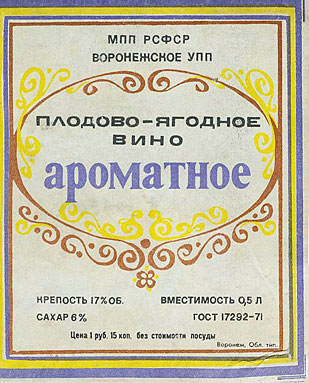 МПП РСФСР
ВОРОНЕЖСКОЕ УПП
ПЛОДОВО-ЯГОДНОЕ
ВИНО
ароматное
КРЕПОСТЬ 17% ОБ. ВМЕСТИМОСТЬ 0,5 Л
САХАР 6% ГОСТ 17292-71
Цена 1 руб. 15 коп. без стоимости посуды
Воронеж, Обл. тип.